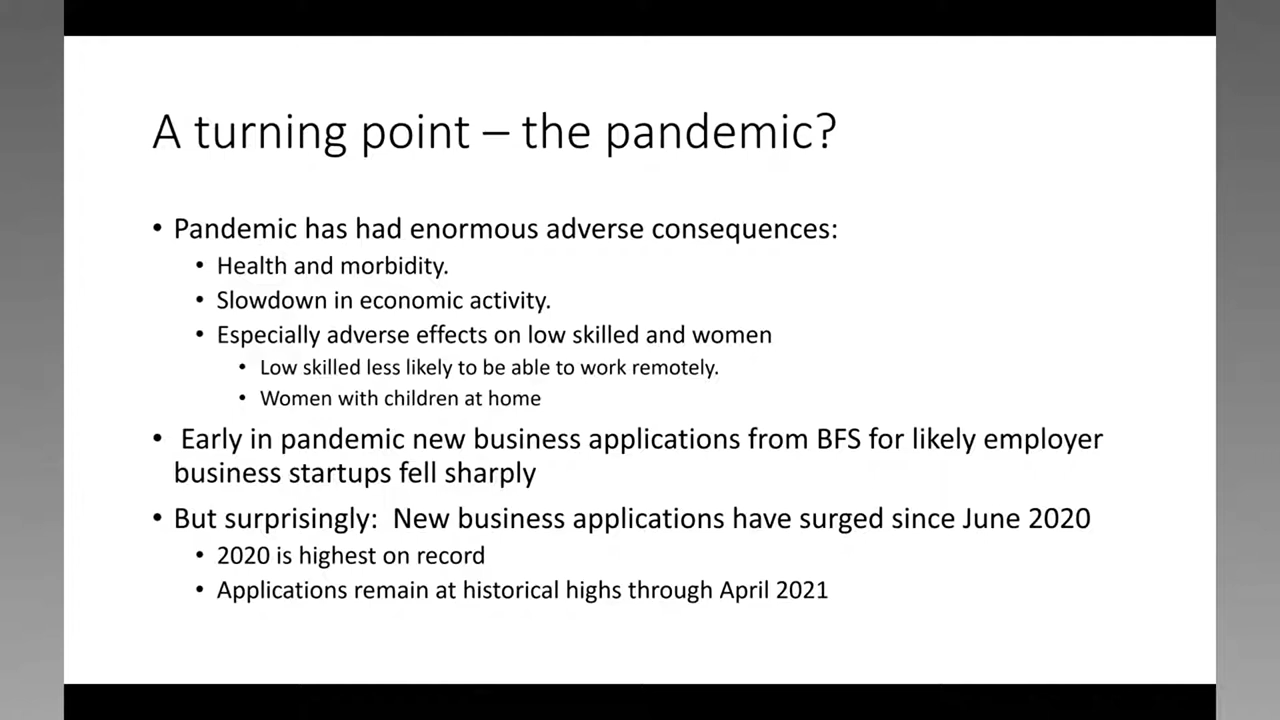 A turning point – the pandemic?
• Pandemic has had enormous adverse consequences:
• Health and morbidity.
• Slowdown in economic activity.
• Especially adverse effects on low skilled and women
• Low skilled less likely to be able to work remotely.
• Women with children at home
• Early in pandemic new business applications from BFS for likely employer
business startups fell sharply
• But surprisingly: New business applications have surged since June 2020
• 2020 is highest on record
• Applications remain at historical highs through April 2021